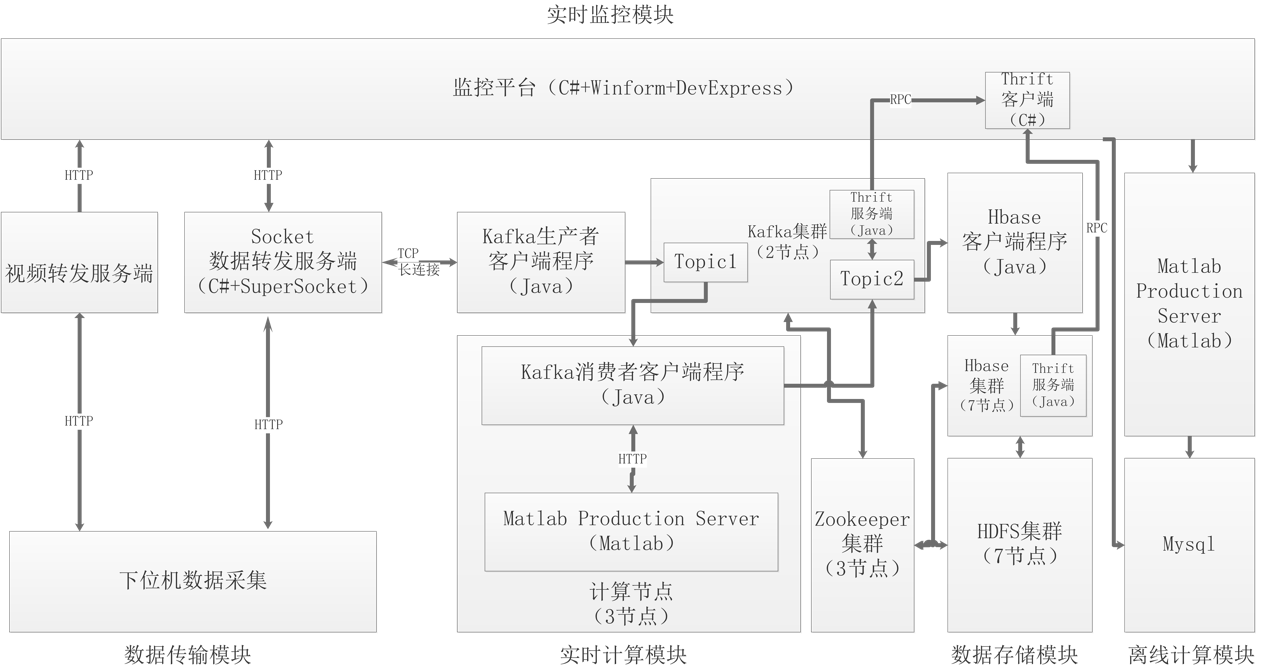 实时监控模块
监控平台（C#+Winform+DevExpress）
Thrift
客户端
（C#）
RPC
HTTP
HTTP
视频转发服务端
Socket
数据转发服务端
（C#+SuperSocket）
TCP
长连接
Kafka生产者
客户端程序
（Java）
Kafka集群
（2节点）
Topic1
Thrift
服务端
（Java）
Topic2
Hbase
客户端程序
（Java）
RPC
Matlab
Production
Server
（Matlab）
Kafka消费者客户端程序
（Java）
Hbase
集群
（7节点）
Thrift
服务端
（Java）
HTTP
HTTP
HTTP
Matlab Production Server
（Matlab）
计算节点
（3节点）
Zookeeper
集群
（3节点）
HDFS集群
（7节点）
Mysql
下位机数据采集
数据传输模块
实时计算模块
数据存储模块
离线计算模块